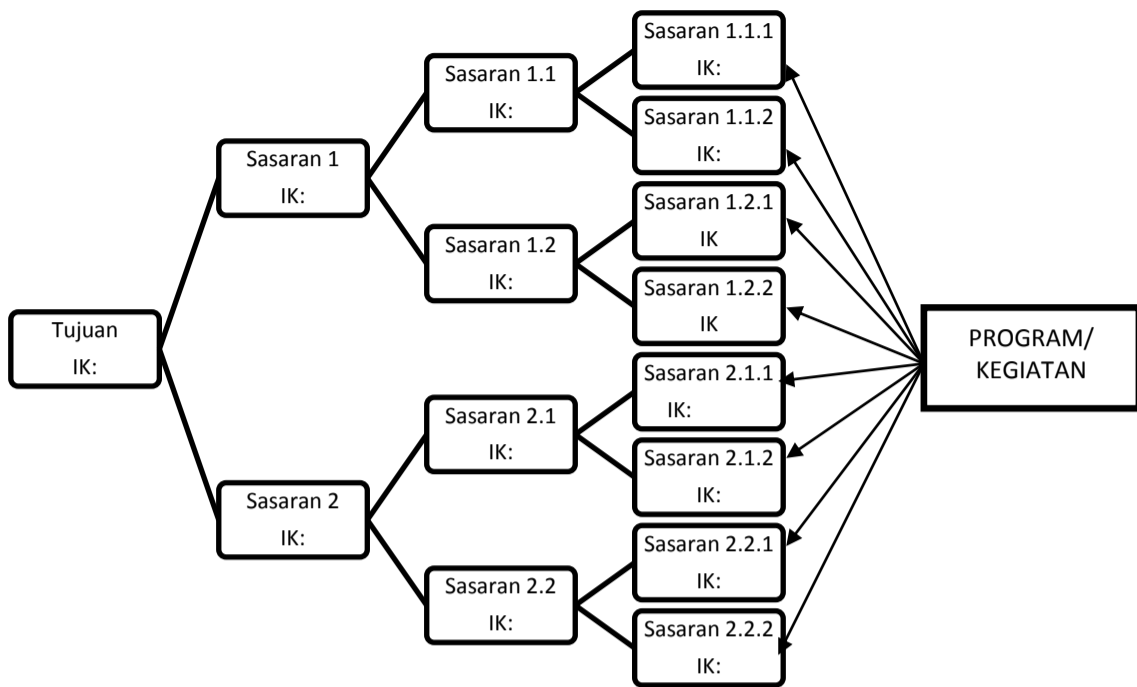 Tujuan
IK:
Sasaran 1
IK:
Sasaran 2
IK:
Sasaran 1.1
IK:
Sasaran 1.2
IK:
Sasaran 2.1
IK:
Sasaran 2.2
IK:
Sasaran 1.1.1
IK:
Sasaran 1.1.2
IK:
Sasaran 1.2.1
IK
Sasaran 1.2.2
IK
Sasaran 2.1.1
IK:
Sasaran 2.1.2
IK:
Sasaran 2.2.1
IK:
Sasaran 2.2.2
IK:
PROGRAM/
KEGIATAN